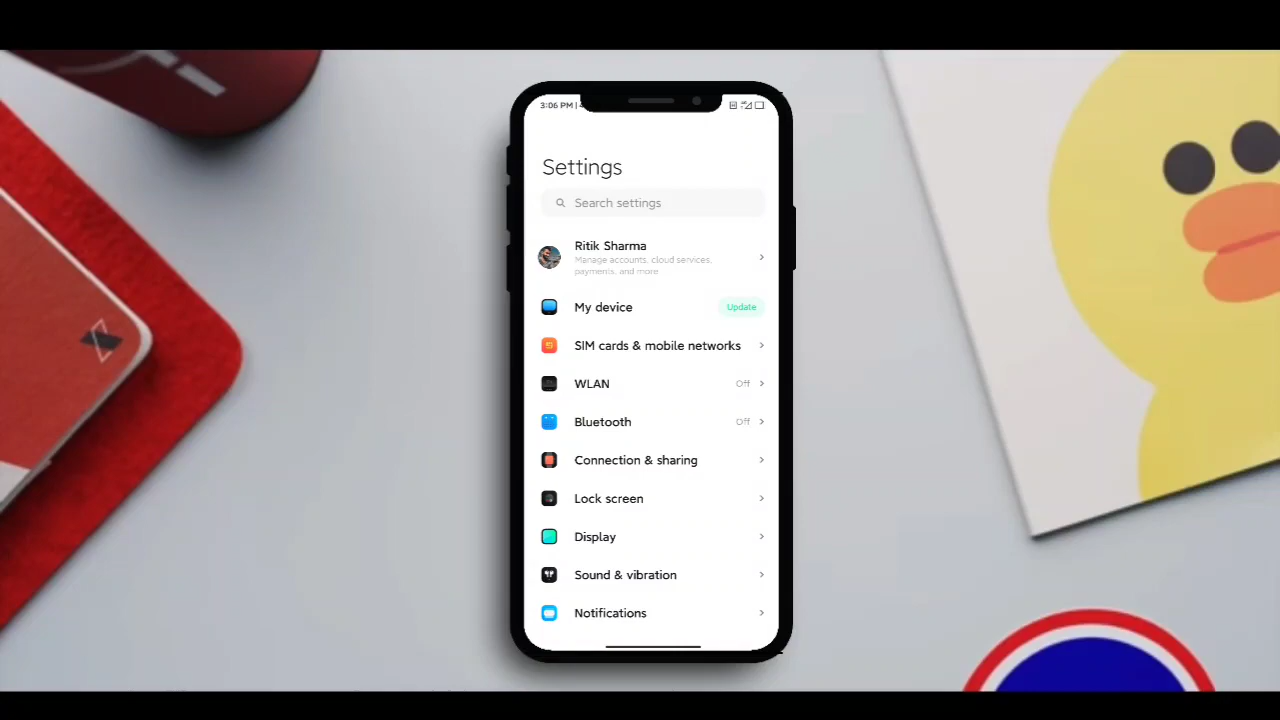 3:06 PM |
Settings
Search settings
Ritik Sharma
Manage accounts, cloud services,
payments, and more
My device
Update
SIM cards & mobile networks
WLAN
Off
Bluetooth
Off
Connection & sharing
Lock screen
Display
Sound & vibration
Notifications